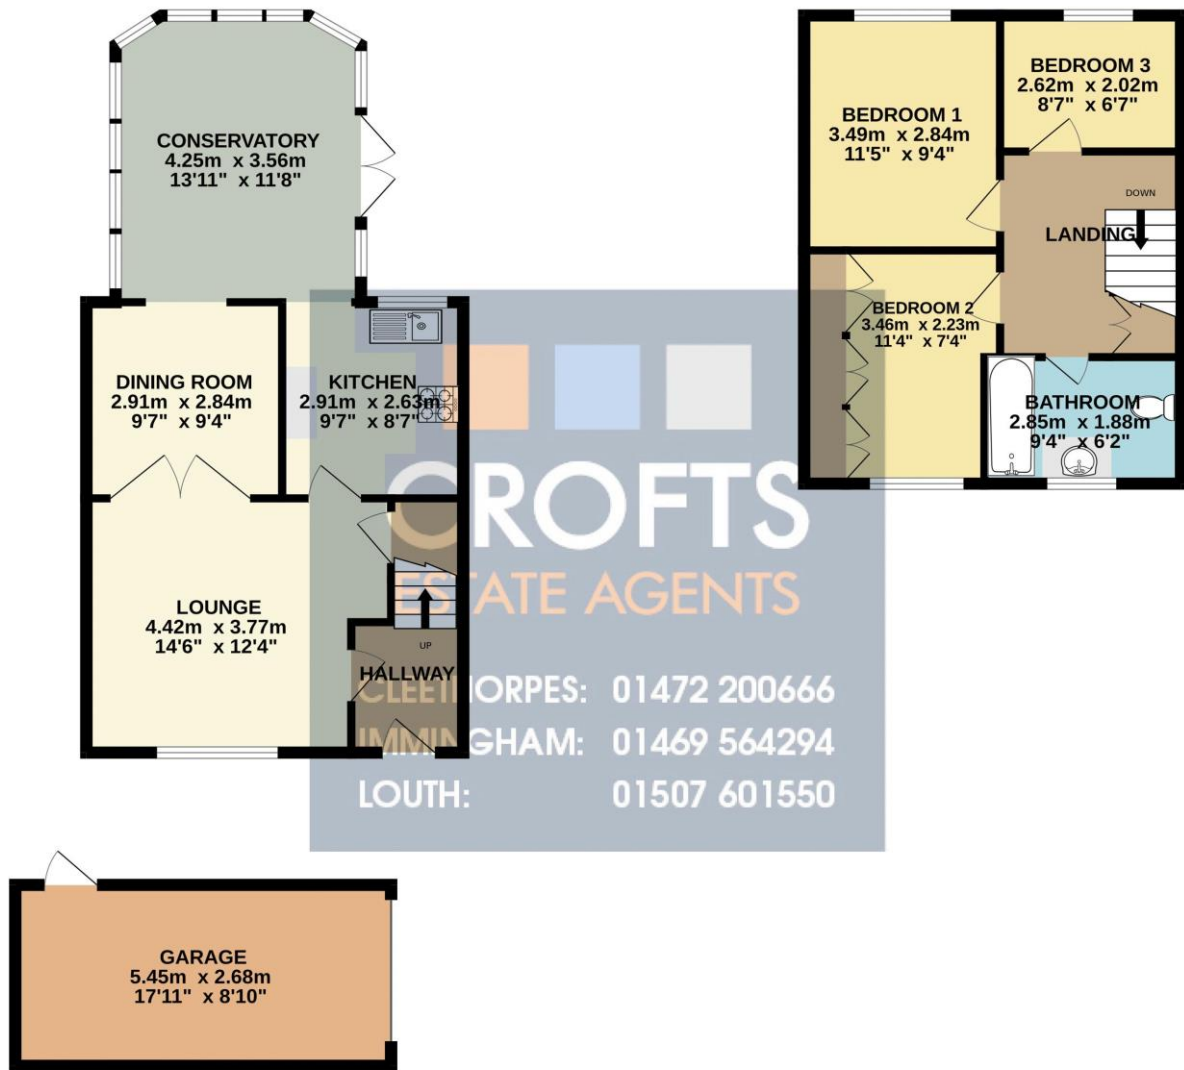 CONSERVATORY
4.25m x 3.56m
13'11" x 11'8"
DINING ROOM
2.91m x 2.84m
9'7" x 9'4"
KITCHEN
2.91m x 2.63m
9'7" x 8'7"
LOUNGE
4.42m x 3.77m
14'6" x 12'4"
UP
HALLWAY
BEDROOM 1
3.49m x 2.84m
11'5" x 9'4"
BEDROOM 3
2.62m x 2.02m
8'7" x 6'7"
DOWN
LANDING
BEDROOM 2
3.46m x 2.23m
11'4" x 7'4"
BATHROOM
2.85m x 1.88m
9'4" x 6'2"
CROFTS
ESTATE AGENTS
CLEETHORPES: 01472 200666
IMMINGHAM: 01469 564294
LOUTH: 01507 601550
GARAGE
5.45m x 2.68m
17'11" x 8'10"